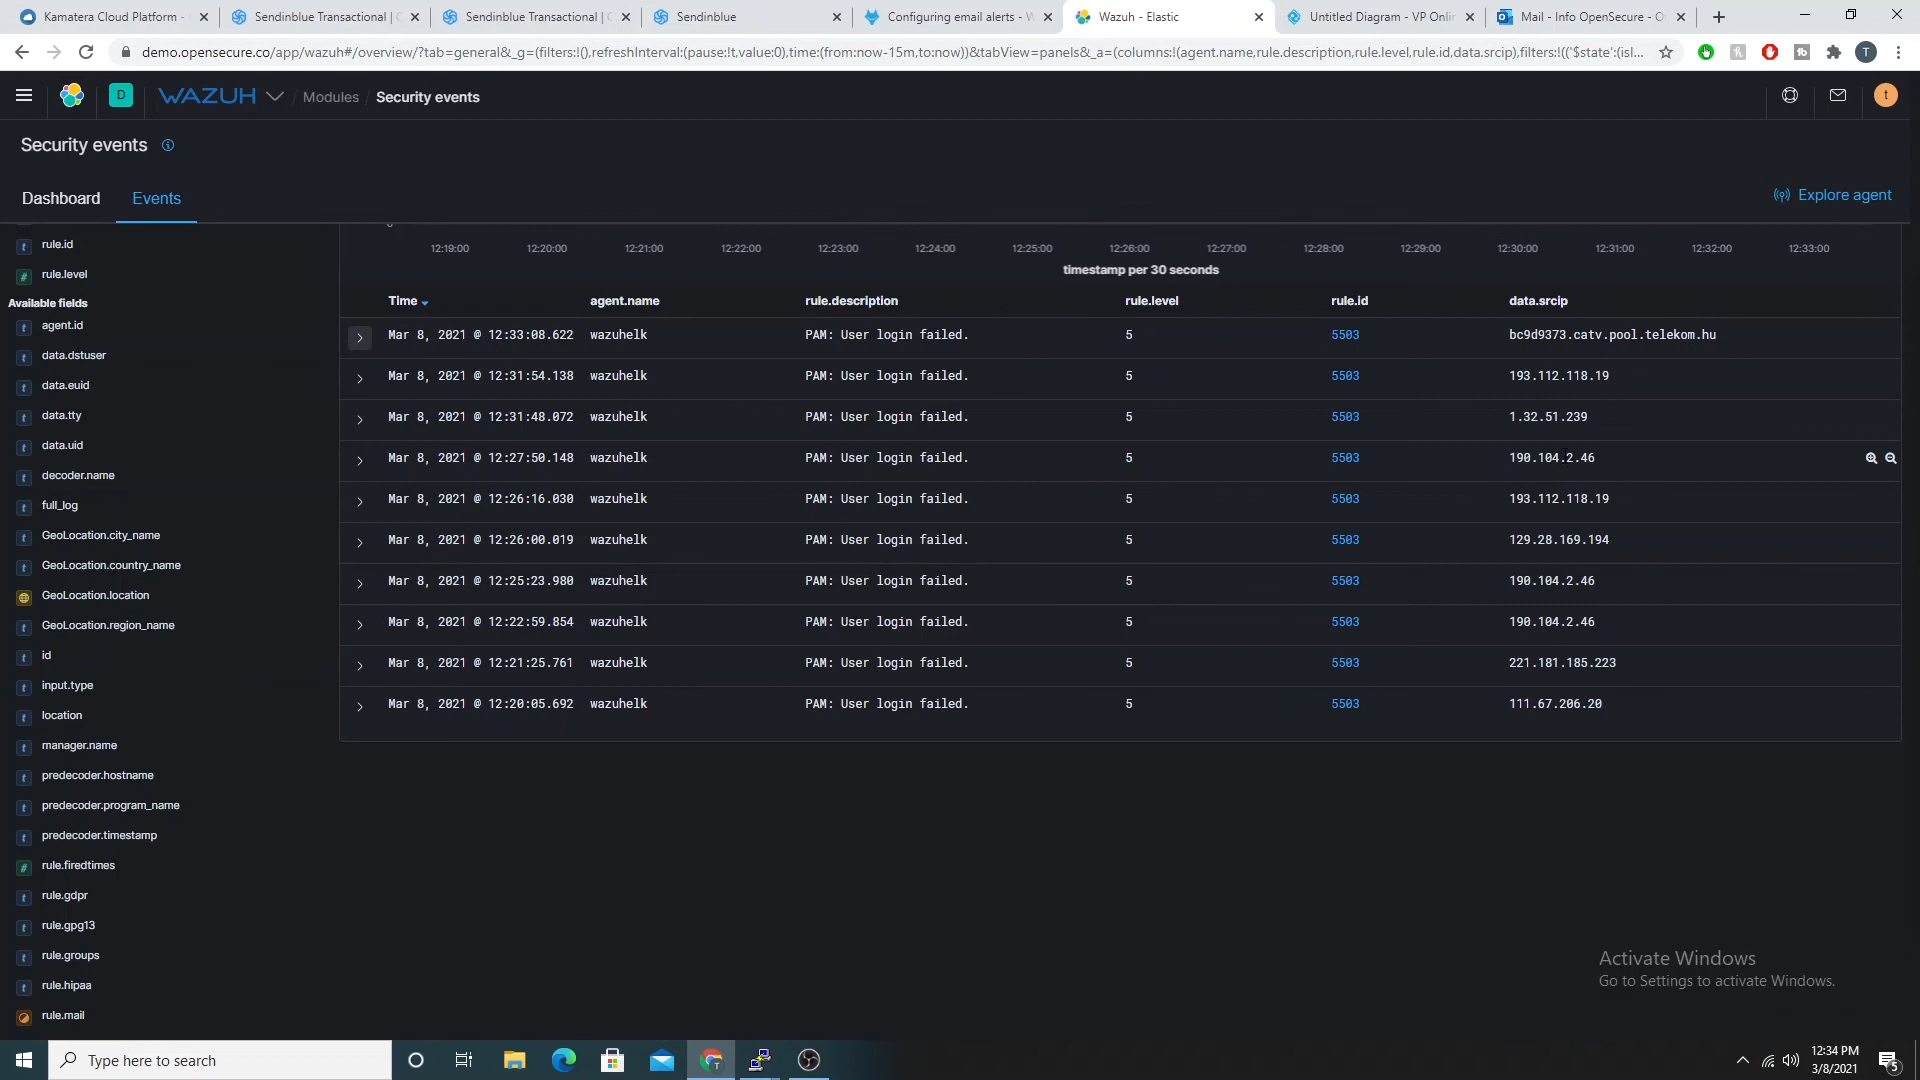 Kamatera Cloud Platform -
Sendinblue Transactional | C
Sendinblue Transactional | C
Sendinblue
Configuring email alerts - W
Wazuh - Elastic
Untitled Diagram - VP Onlin
Mail - Info OpenSecure - O
demo.opensecure.co/app/wazuh#/overview/?tab=general&_g=(filters:!(),refreshInterval:(pause:!t,value:0),time:(from:now-15m,to:now))&tabView=panels&_a=(columns:!(agent.name,rule.description,rule.level,rule.id,data.srcip),filters:!(('$state':(isl...
T
D
WAZUH
/ Modules / Security events
t
Security events
Dashboard
Events
Explore agent
rule.id
rule.level
Available fields
agent.id
data.dstuser
data.euid
data.tty
data.uid
decoder.name
full_log
GeoLocation.city_name
GeoLocation.country_name
GeoLocation.location
GeoLocation.region_name
id
input.type
location
manager.name
predecoder.hostname
predecoder.program_name
predecoder.timestamp
rule.firedtimes
rule.gdpr
rule.gpg13
rule.groups
rule.hipaa
rule.mail
12:19:00 12:20:00 12:21:00 12:22:00 12:23:00 12:24:00 12:25:00 12:26:00 12:27:00 12:28:00 12:29:00 12:30:00 12:31:00 12:32:00 12:33:00
timestamp per 30 seconds
Time agent.name rule.description rule.level rule.id data.srcip
Mar 8, 2021 @ 12:33:08.622 wazuhelk PAM: User login failed. 5 5503 bc9d9373.catv.pool.telekom.hu
Mar 8, 2021 @ 12:31:54.138 wazuhelk PAM: User login failed. 5 5503 193.112.118.19
Mar 8, 2021 @ 12:31:48.072 wazuhelk PAM: User login failed. 5 5503 1.32.51.239
Mar 8, 2021 @ 12:27:50.148 wazuhelk PAM: User login failed. 5 5503 190.104.2.46
Mar 8, 2021 @ 12:26:16.030 wazuhelk PAM: User login failed. 5 5503 193.112.118.19
Mar 8, 2021 @ 12:26:00.019 wazuhelk PAM: User login failed. 5 5503 129.28.169.194
Mar 8, 2021 @ 12:25:23.980 wazuhelk PAM: User login failed. 5 5503 190.104.2.46
Mar 8, 2021 @ 12:22:59.854 wazuhelk PAM: User login failed. 5 5503 190.104.2.46
Mar 8, 2021 @ 12:21:25.761 wazuhelk PAM: User login failed. 5 5503 221.181.185.223
Mar 8, 2021 @ 12:20:05.692 wazuhelk PAM: User login failed. 5 5503 111.67.206.20
Activate Windows
Go to Settings to activate Windows.
Type here to search
12:34 PM
3/8/2021
5